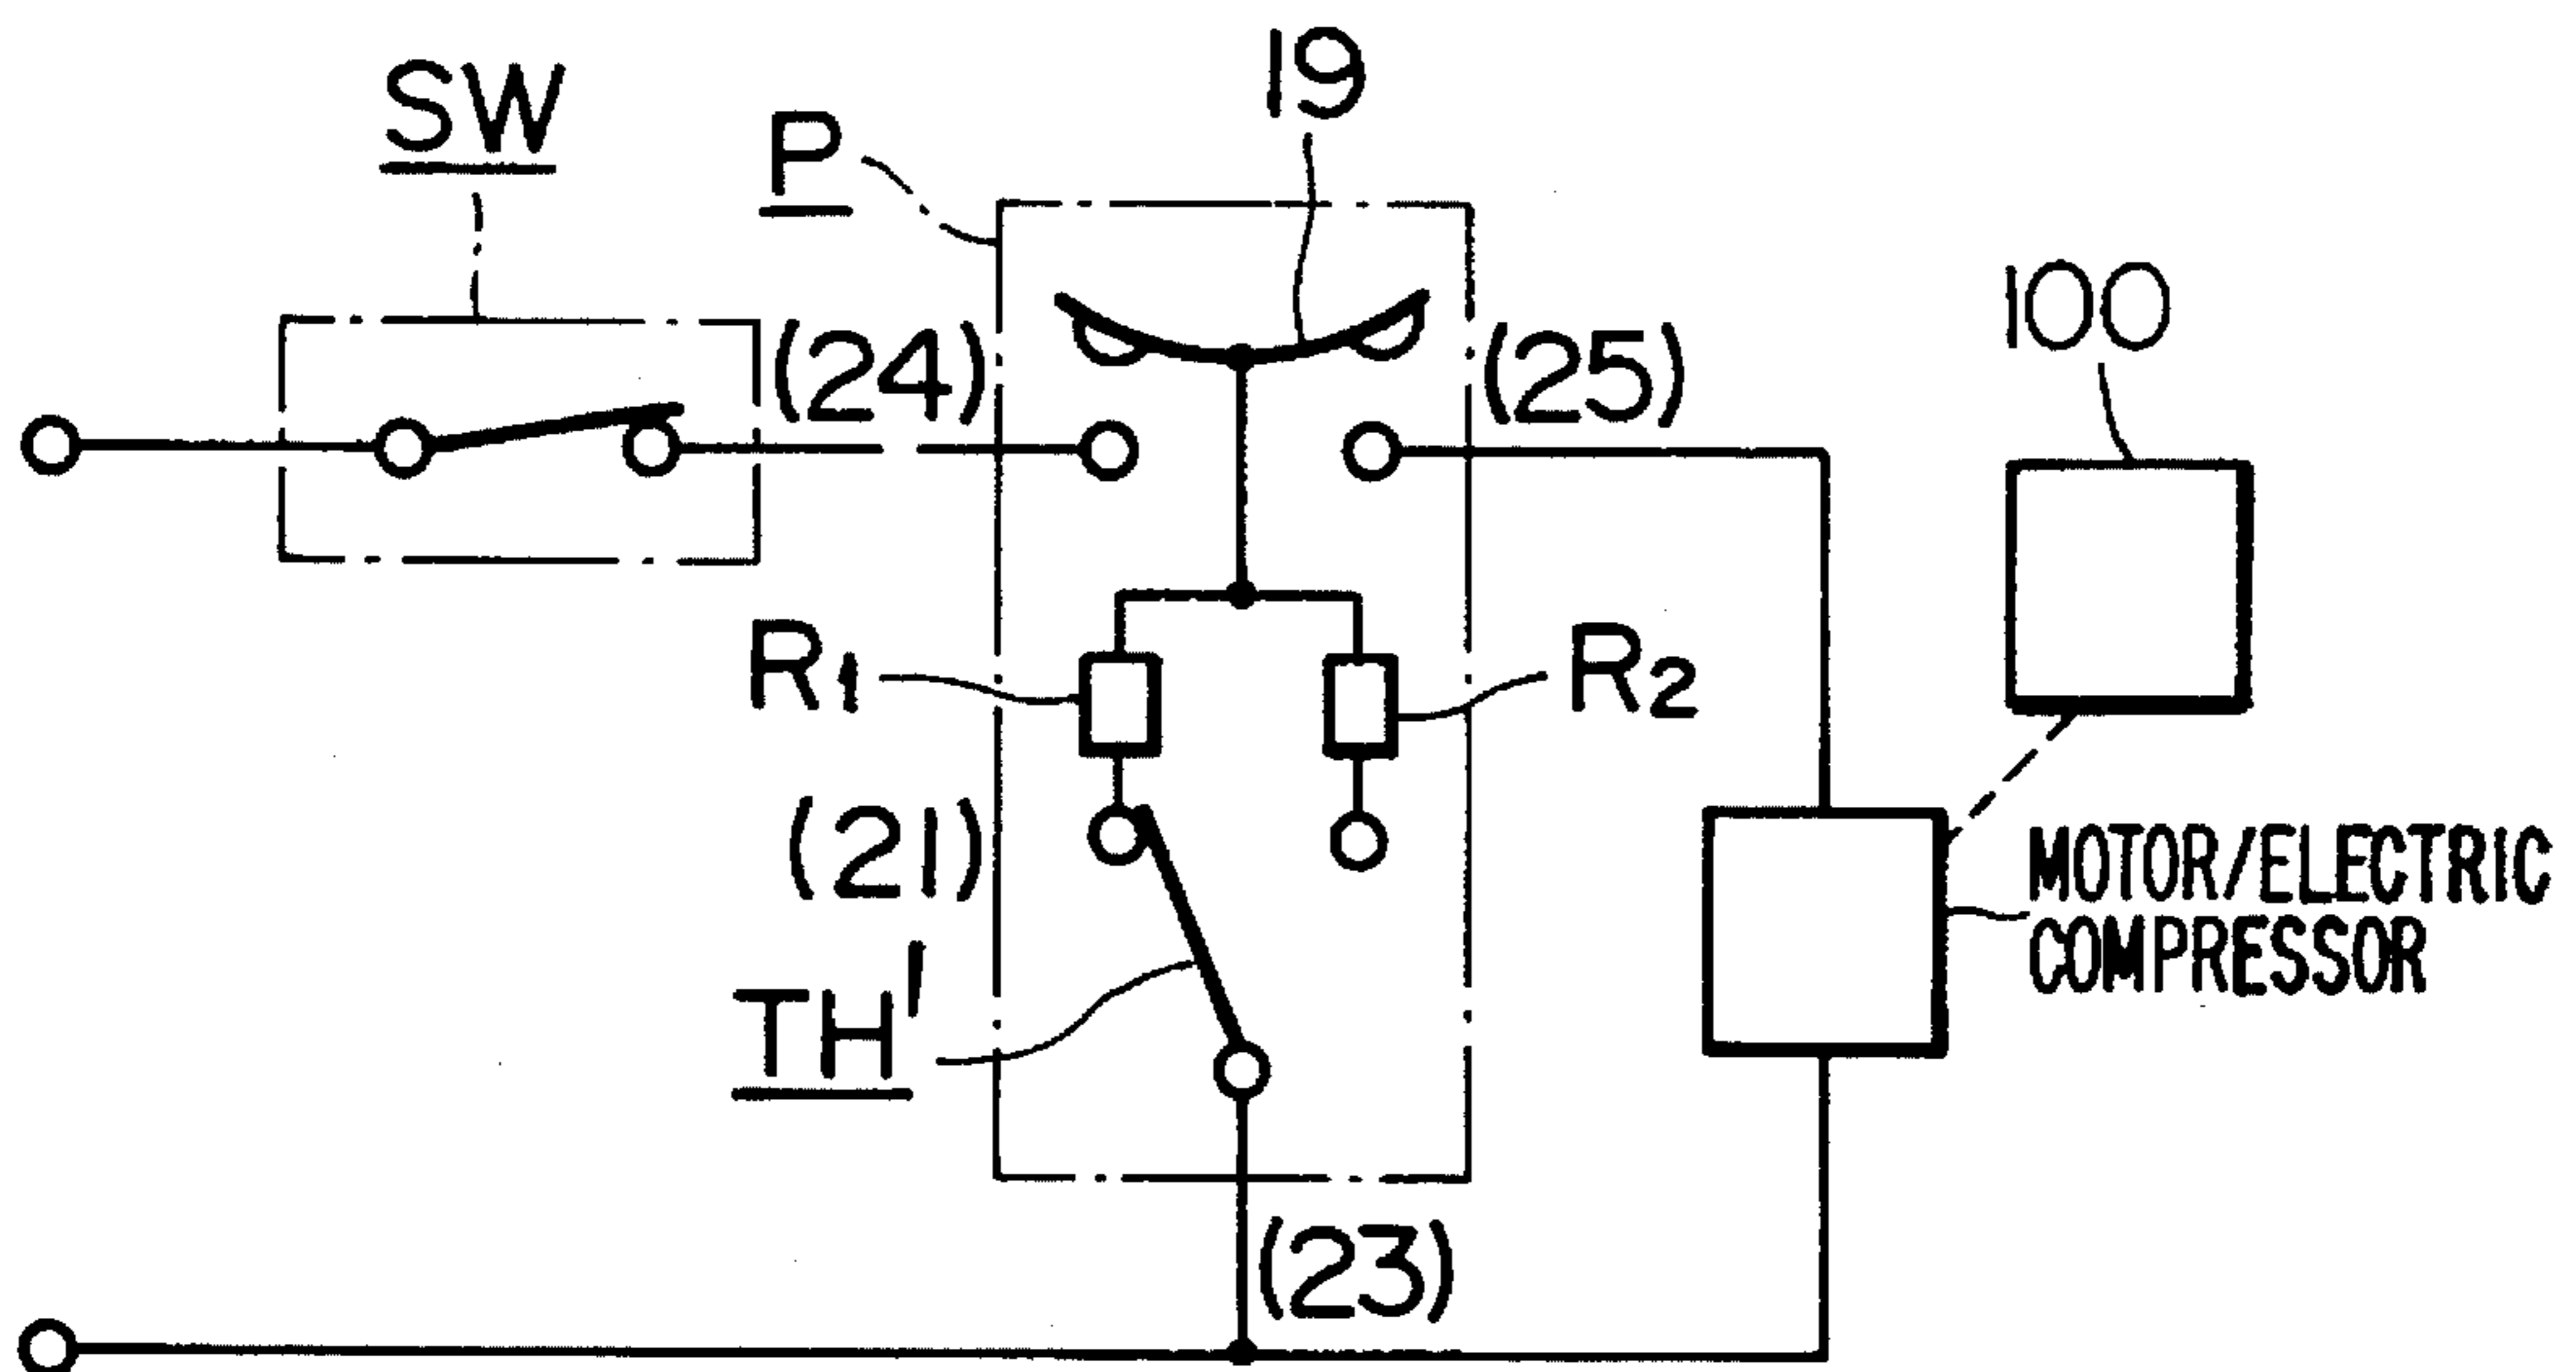 SW
P
19
(24)
(25)
100
R1
R2
(21)
TH'
MOTOR/ELECTRIC
COMPRESSOR
(23)